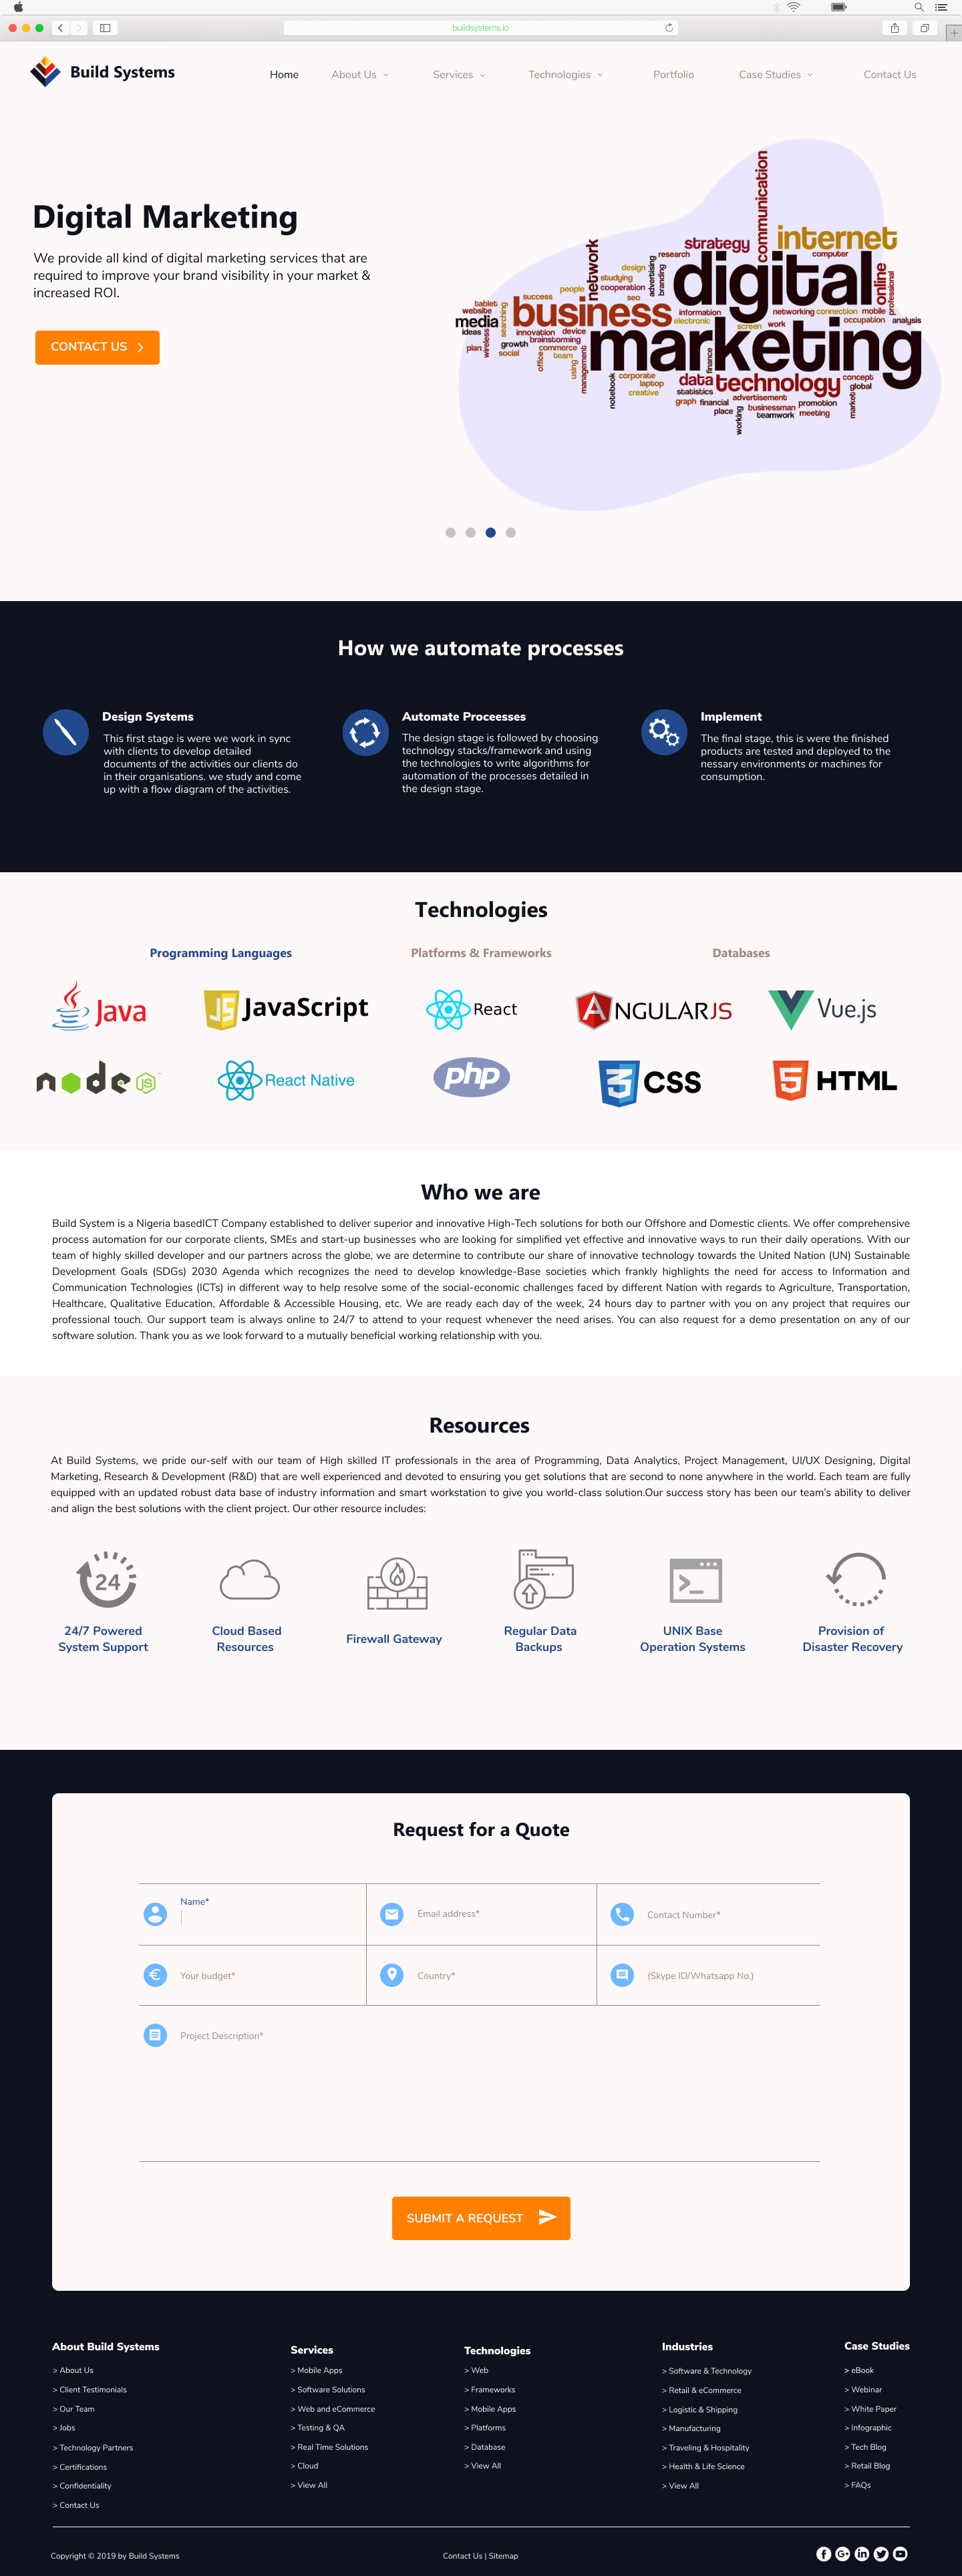 buildsystems.io
Build Systems
Home
About Us
Services
Technologies
Portfolio
Case Studies
Contact Us
Digital Marketing
We provide all kind of digital marketing services that are
required to improve your brand visibility in your market &
increased ROI.
CONTACT US
communication
internet
strategy
computer
research
network
digital
online
professional
design
advertising
branding
studying
cooperation
people
seo
success
tablet
website
media
searching
business
information
networking
connection
mobile
electronic
screen
work
occupation
analysis
ideas
wireless
innovation
device
brainstorming
marketing
plan
growth
social
office
commerce
team
using
management
finance
notebook
corporate
laptop
creative
data
technology
concept
global
statistics
graph
financial
advertisement
place
working
businessman
promotion
teamwork
meeting
market
How we automate processes
Design Systems
This first stage is were we work in sync
with clients to develop detailed
documents of the activities our clients do
in their organisations. we study and come
up with a flow diagram of the activities.
Automate Proceesses
The design stage is followed by choosing
technology stacks/framework and using
the technologies to write algorithms for
automation of the processes detailed in
the design stage.
Implement
The final stage, this is were the finished
products are tested and deployed to the
nessary environments or machines for
consumption.
Technologies
Programming Languages
Platforms & Frameworks
Databases
Java
JS JavaScript
React
ANGULARJS
Vue.js
node JS ™
React Native
php
3 CSS
5 HTML
Who we are
Build System is a Nigeria basedICT Company established to deliver superior and innovative High-Tech solutions for both our Offshore and Domestic clients. We offer comprehensive
process automation for our corporate clients, SMEs and start-up businesses who are looking for simplified yet effective and innovative ways to run their daily operations. With our
team of highly skilled developer and our partners across the globe, we are determine to contribute our share of innovative technology towards the United Nation (UN) Sustainable
Development Goals (SDGs) 2030 Agenda which recognizes the need to develop knowledge-Base societies which frankly highlights the need for access to Information and
Communication Technologies (ICTs) in different way to help resolve some of the social-economic challenges faced by different Nation with regards to Agriculture, Transportation,
Healthcare, Qualitative Education, Affordable & Accessible Housing, etc. We are ready each day of the week, 24 hours day to partner with you on any project that requires our
professional touch. Our support team is always online to 24/7 to attend to your request whenever the need arises. You can also request for a demo presentation on any of our
software solution. Thank you as we look forward to a mutually beneficial working relationship with you.
Resources
At Build Systems, we pride our-self with our team of High skilled IT professionals in the area of Programming, Data Analytics, Project Management, UI/UX Designing, Digital
Marketing, Research & Development (R&D) that are well experienced and devoted to ensuring you get solutions that are second to none anywhere in the world. Each team are fully
equipped with an updated robust data base of industry information and smart workstation to give you world-class solution.Our success story has been our team's ability to deliver
and align the best solutions with the client project. Our other resource includes:
24
24/7 Powered
System Support
Cloud Based
Resources
Firewall Gateway
Regular Data
Backups
UNIX Base
Operation Systems
Provision of
Disaster Recovery
Request for a Quote
Name*
Email address*
Contact Number*
Your budget*
Country*
(Skype ID/Whatsapp No.)
Project Description*
SUBMIT A REQUEST
About Build Systems
> About Us
> Client Testimonials
> Our Team
> Jobs
> Technology Partners
> Certifications
> Confidentiality
> Contact Us
Services
> Mobile Apps
> Software Solutions
> Web and eCommerce
> Testing & QA
> Real Time Solutions
> Cloud
> View All
Technologies
> Web
> Frameworks
> Mobile Apps
> Platforms
> Database
> View All
Industries
> Software & Technology
> Retail & eCommerce
> Logistic & Shipping
> Manufacturing
> Traveling & Hospitality
> Health & Life Science
> View All
Case Studies
> eBook
> Webinar
> White Paper
> Infographic
> Tech Blog
> Retail Blog
> FAQs
Copyright © 2019 by Build Systems
Contact Us | Sitemap